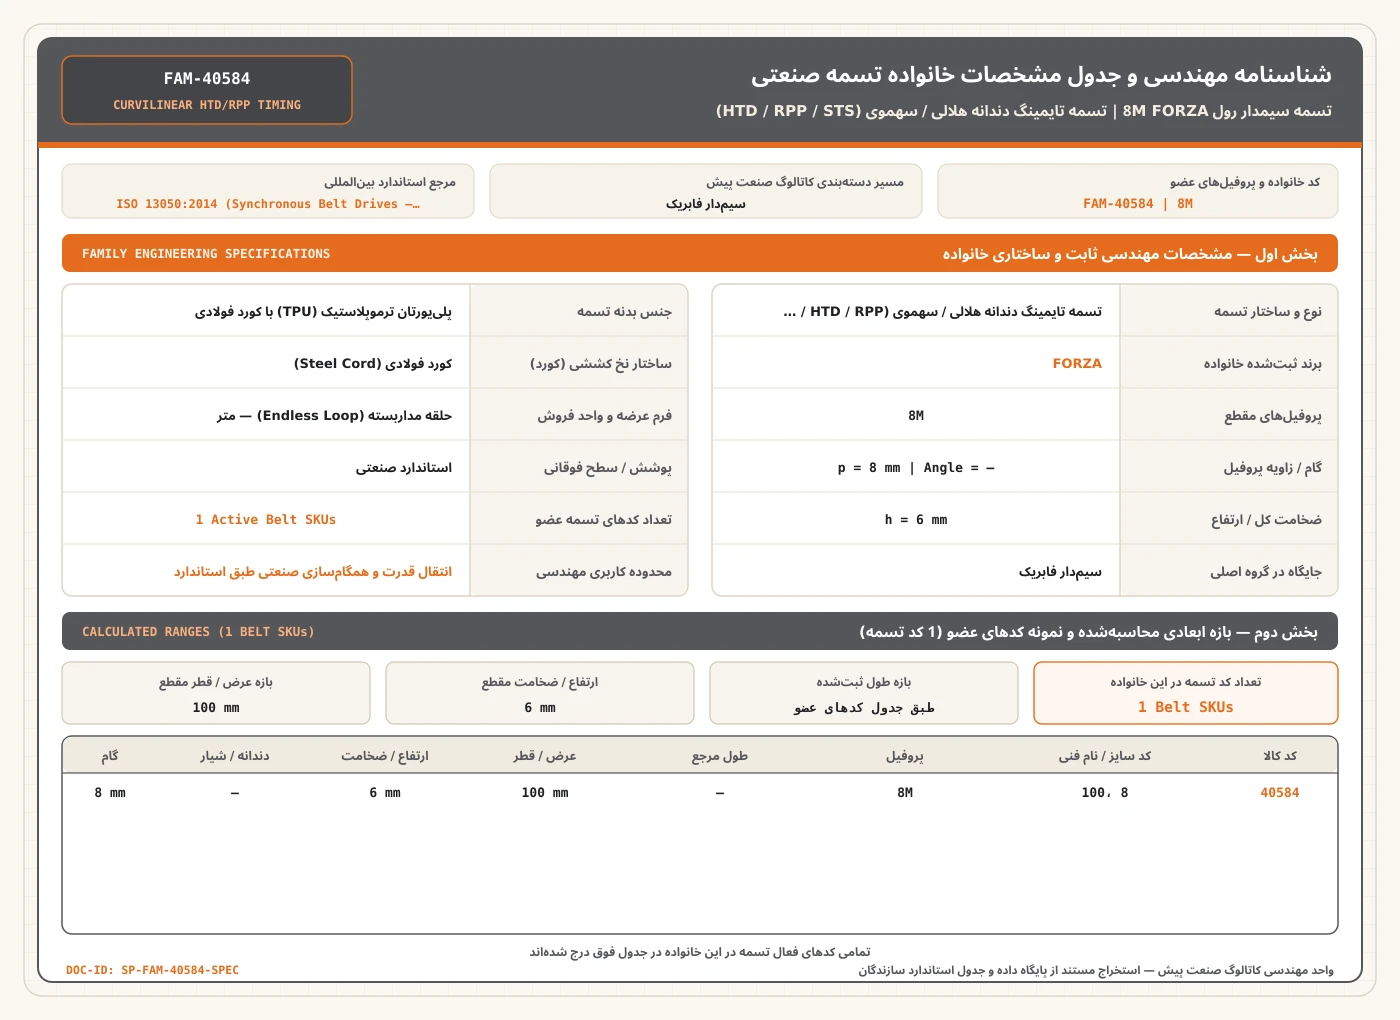 شناسنامه مهندسی و جدول مشخصات خانواده تسمه صنعتی
تسمه سیمدار رول 8M FORZA | تسمه تایمینگ دندانه هلالی / سهموی (HTD / RPP / STS)
FAM-40584
CURVILINEAR HTD/RPP TIMING
کد خانواده و پروفیل‌های عضو
FAM-40584 | 8M
مسیر دسته‌بندی کاتالوگ صنعت پیش
سیم‌دار فابریک
مرجع استاندارد بین‌المللی
ISO 13050:2014 (Synchronous Belt Drives —…
بخش اول — مشخصات مهندسی ثابت و ساختاری خانواده
FAMILY ENGINEERING SPECIFICATIONS
نوع و ساختار تسمه
تسمه تایمینگ دندانه هلالی / سهموی (HTD / RPP / ...
برند ثبت‌شده خانواده
FORZA
پروفیل‌های مقطع
8M
گام / زاویه پروفیل
p = 8 mm | Angle = —
ضخامت کل / ارتفاع
h = 6 mm
جایگاه در گروه اصلی
سیم‌دار فابریک
جنس بدنه تسمه
پلی‌یورتان ترموپلاستیک (TPU) با کورد فولادی
ساختار نخ کششی (کورد)
کورد فولادی (Steel Cord)
فرم عرضه و واحد فروش
حلقه مداربسته (Endless Loop) — متر
پوشش / سطح فوقانی
استاندارد صنعتی
تعداد کدهای تسمه عضو
1 Active Belt SKUs
محدوده کاربری مهندسی
انتقال قدرت و همگام‌سازی صنعتی طبق استاندارد
بخش دوم — بازه ابعادی محاسبه‌شده و نمونه کدهای عضو (1 کد تسمه)
CALCULATED RANGES (1 BELT SKUs)
تعداد کد تسمه در این خانواده
1 Belt SKUs
بازه طول ثبت‌شده
طبق جدول کدهای عضو
ارتفاع / ضخامت مقطع
6 mm
بازه عرض / قطر مقطع
100 mm
کد کالا	کد سایز / نام فنی	پروفیل	طول مرجع	عرض / قطر	ارتفاع / ضخامت	دندانه / شیار	گام
40584	100، 8	8M	—	100 mm	6 mm	—	8 mm
تمامی کدهای فعال تسمه در این خانواده در جدول فوق درج شده‌اند
واحد مهندسی کاتالوگ صنعت پیش — استخراج مستند از پایگاه داده و جدول استاندارد سازندگان
DOC-ID: SP-FAM-40584-SPEC